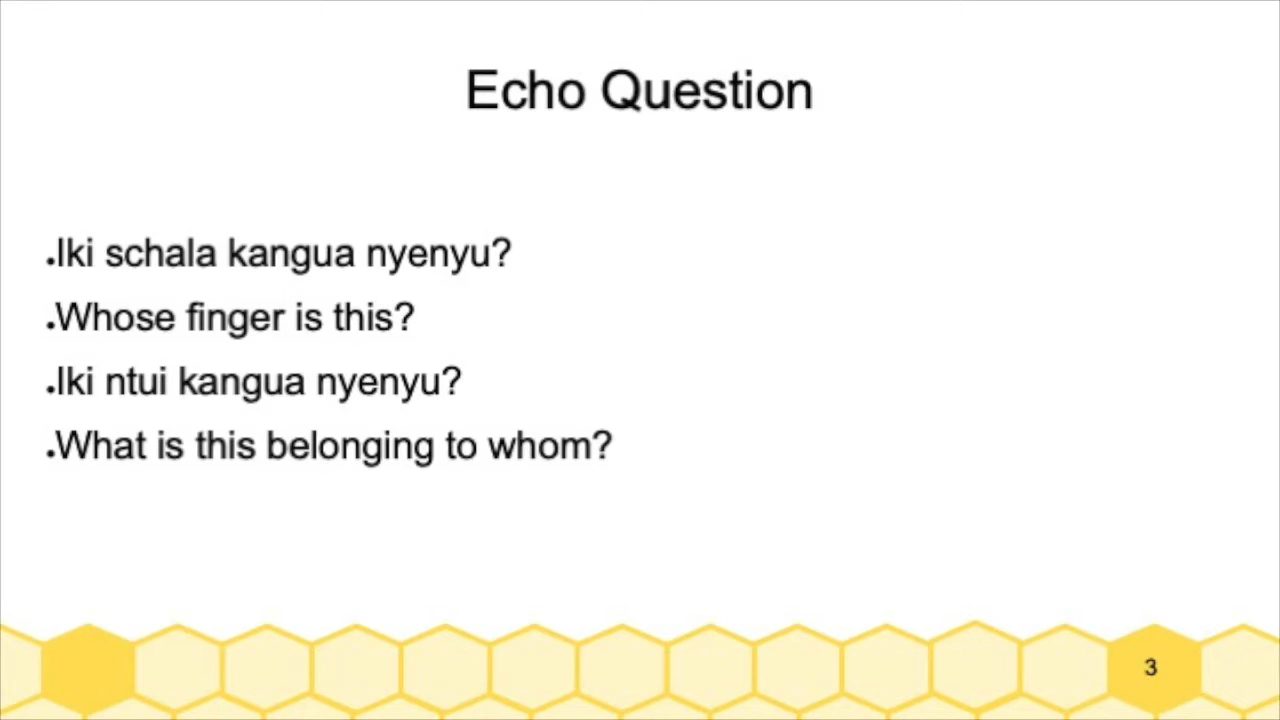 Echo Question
.Iki schala kangua nyenyu?
.Whose finger is this?
.Iki ntui kangua nyenyu?
.What is this belonging to whom?
3